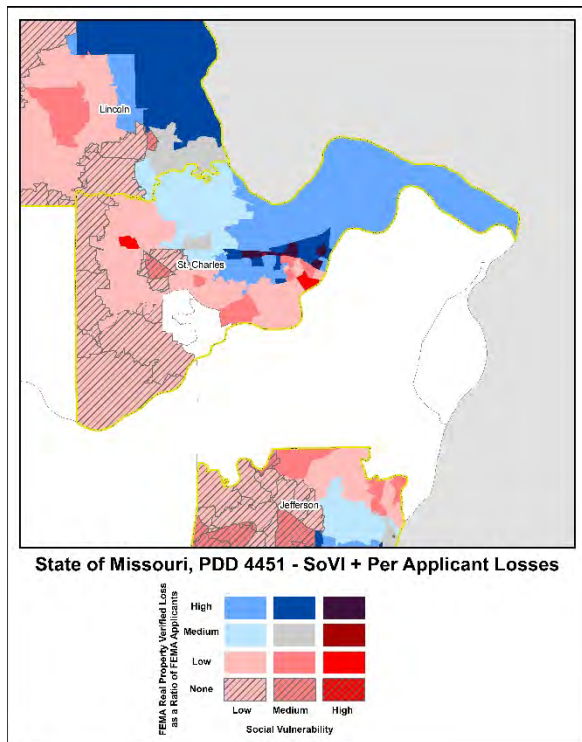 Lincoln
St. Charles
Jefferson
State of Missouri, PDD 4451 - SoVI + Per Applicant Losses
FEMA Real Property Verified Loss
as a Ratio of FEMA Applicants
High
Medium
Low
None
Low Medium High
Social Vulnerability